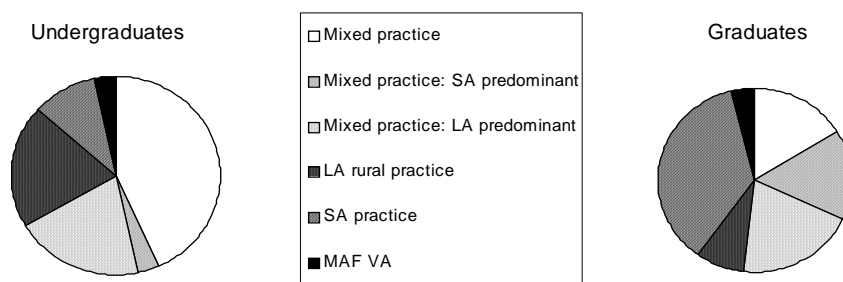 Undergraduates
Mixed practice
Mixed practice: SA predominant
Mixed practice: LA predominant
LA rural practice
SA practice
MAF VA
Graduates